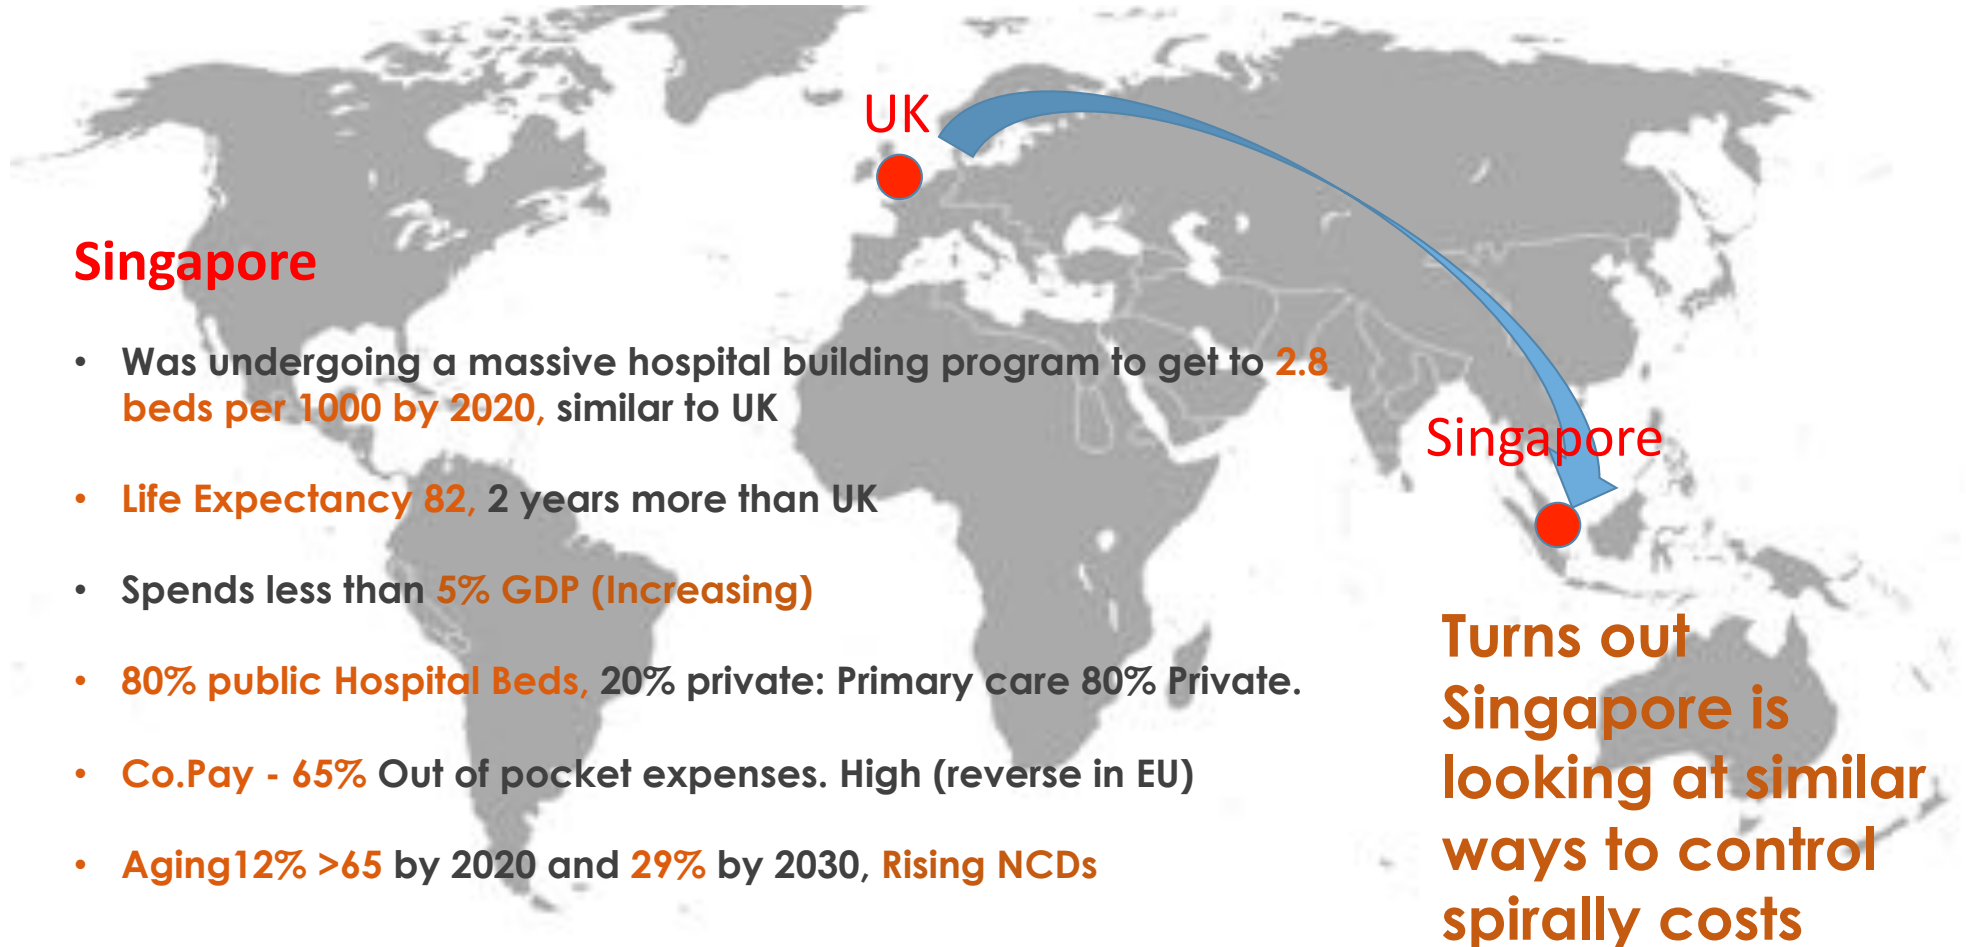 UK
Singapore
• Was undergoing a massive hospital building program to get to 2.8
beds per 1000 by 2020, similar to UK
• Life Expectancy 82, 2 years more than UK
• Spends less than 5% GDP (Increasing)
• 80% public Hospital Beds, 20% private: Primary care 80% Private.
• Co.Pay - 65% Out of pocket expenses. High (reverse in EU)
• Aging12% >65 by 2020 and 29% by 2030, Rising NCDs
Singapore
Turns out
Singapore is
looking at similar
ways to control
spirally costs